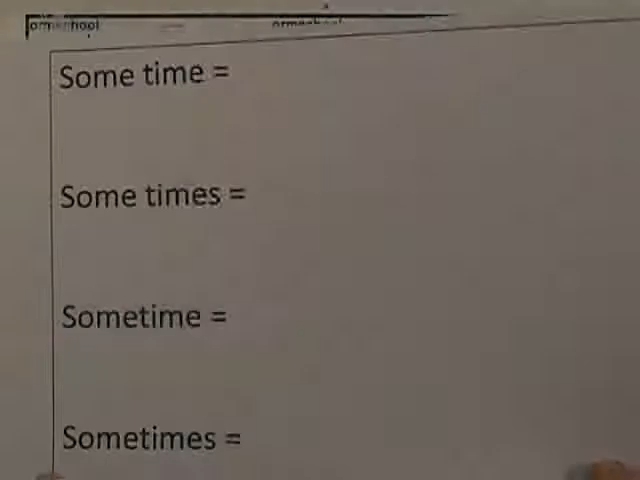 Some time =
Some times =
Sometime =
Sometimes =